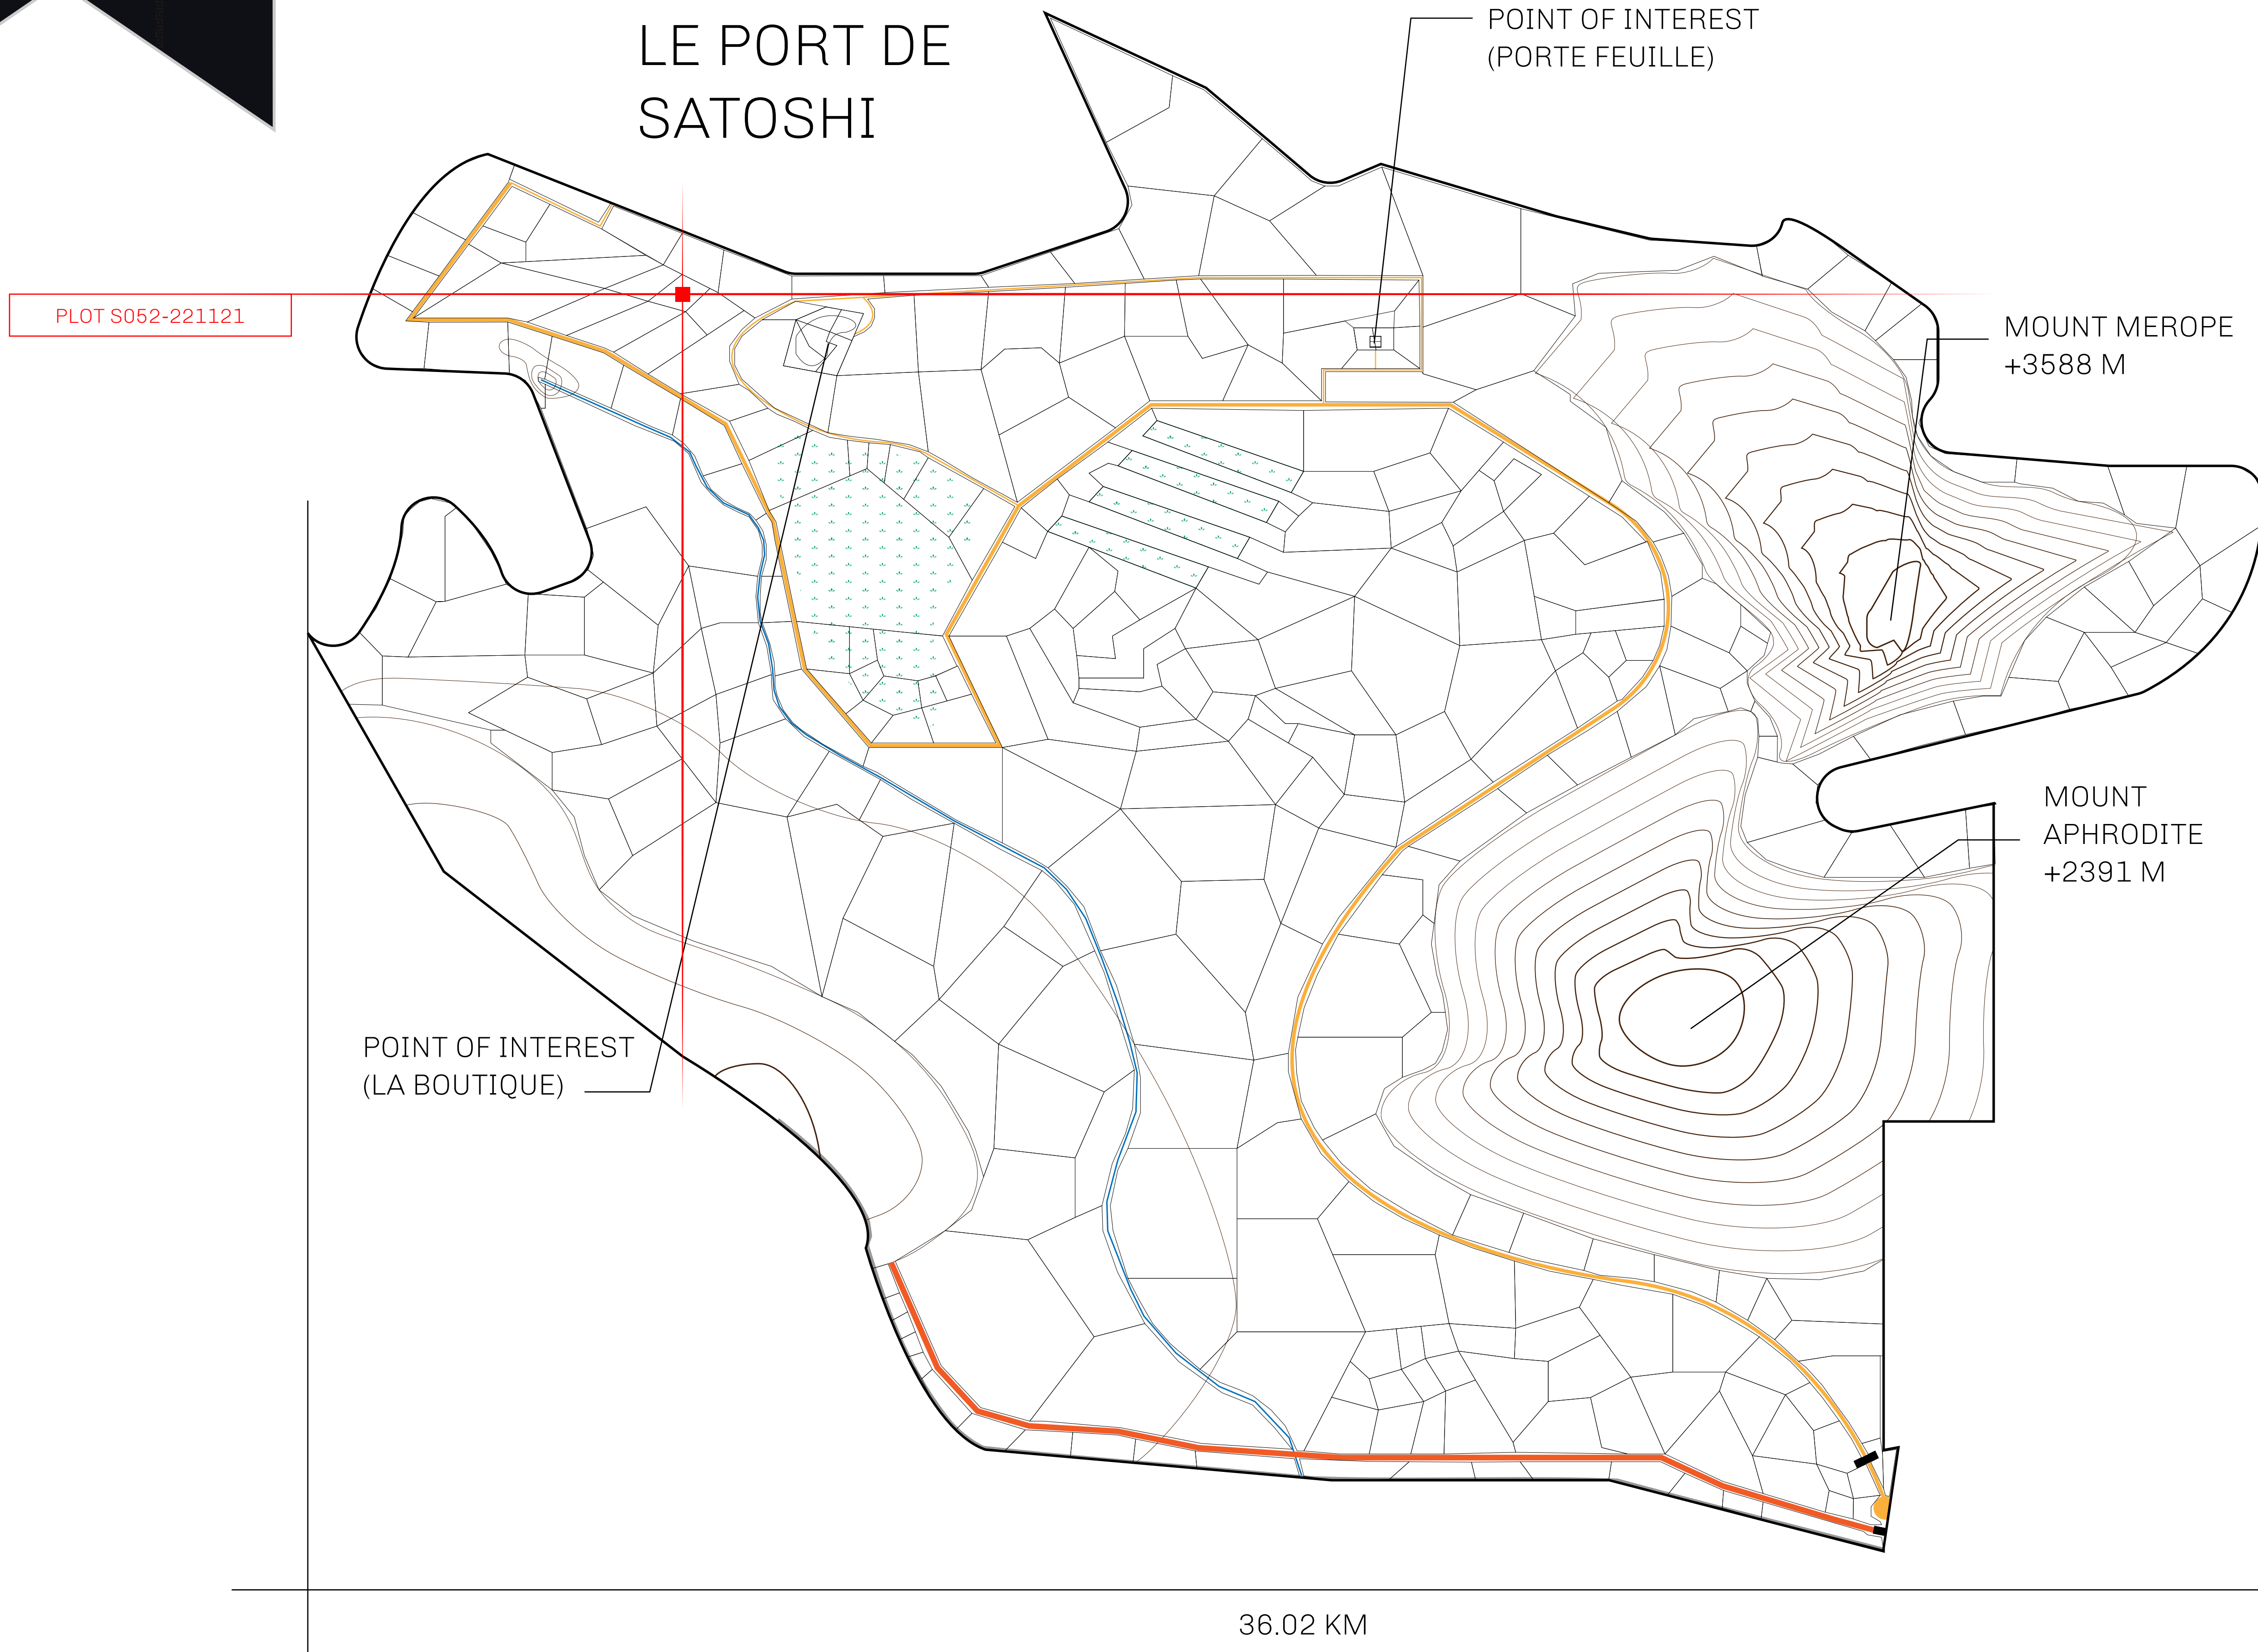 LE PORT DE
SATOSHI
POINT OF INTEREST
(PORTE FEUILLE)
PLOT S052-221121
MOUNT MEROPE
+3588 M
MOUNT
APHRODITE
+2391 M
POINT OF INTEREST
(LA BOUTIQUE)
36.02 KM